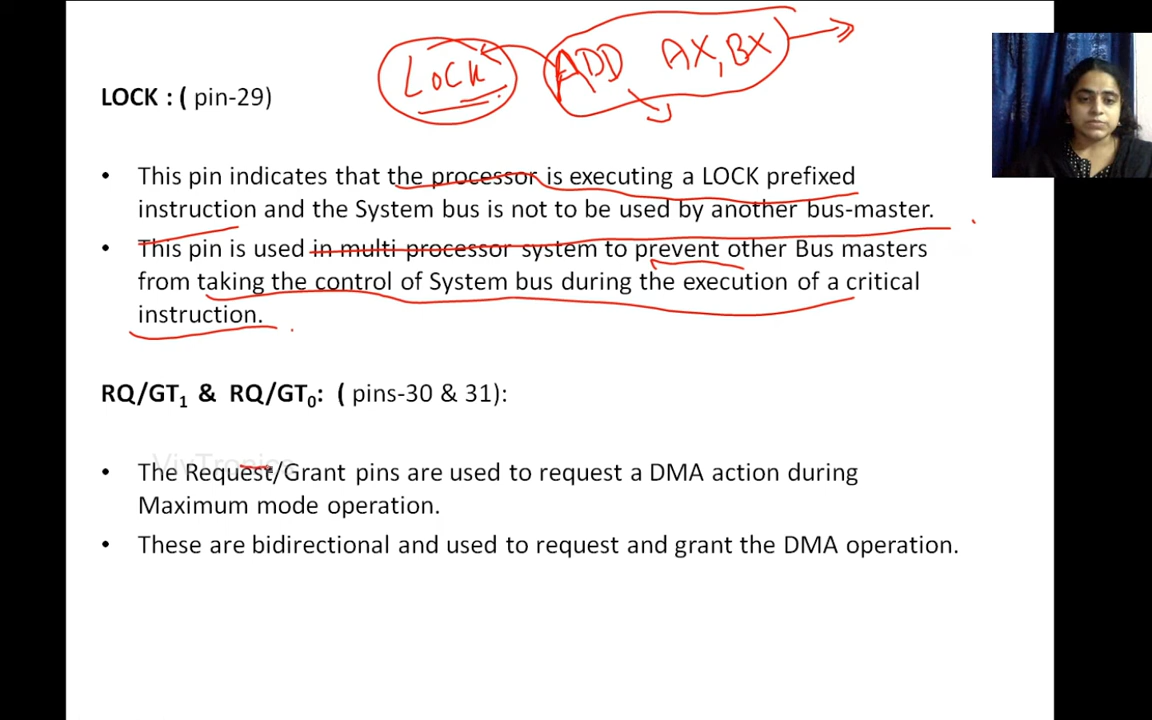 LOCK ADD AX, BX
LOCK : ( pin-29)
• This pin indicates that the processor is executing a LOCK prefixed
instruction and the System bus is not to be used by another bus-master.
• This pin is used in multi processor system to prevent other Bus masters
from taking the control of System bus during the execution of a critical
instruction.
RQ/GT1 & RQ/GT0: ( pins-30 & 31):
VivTronics
• The Request/Grant pins are used to request a DMA action during
Maximum mode operation.
• These are bidirectional and used to request and grant the DMA operation.